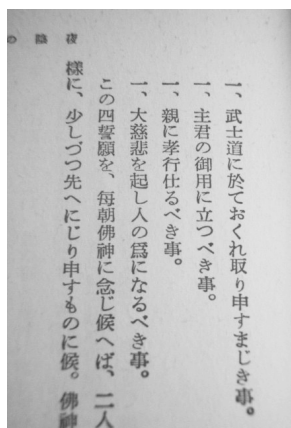 夜陰の
一、武士道に於ておくれ取り申すまじき事。
一、主君の御用に立つべき事。
一、親に孝行仕るべき事。
一、大慈悲を起し人の爲になるべき事。
この四誓願を、毎朝佛神に念じ候へば、二人
樣に、少しづつ先へにじり申すものに候。佛神